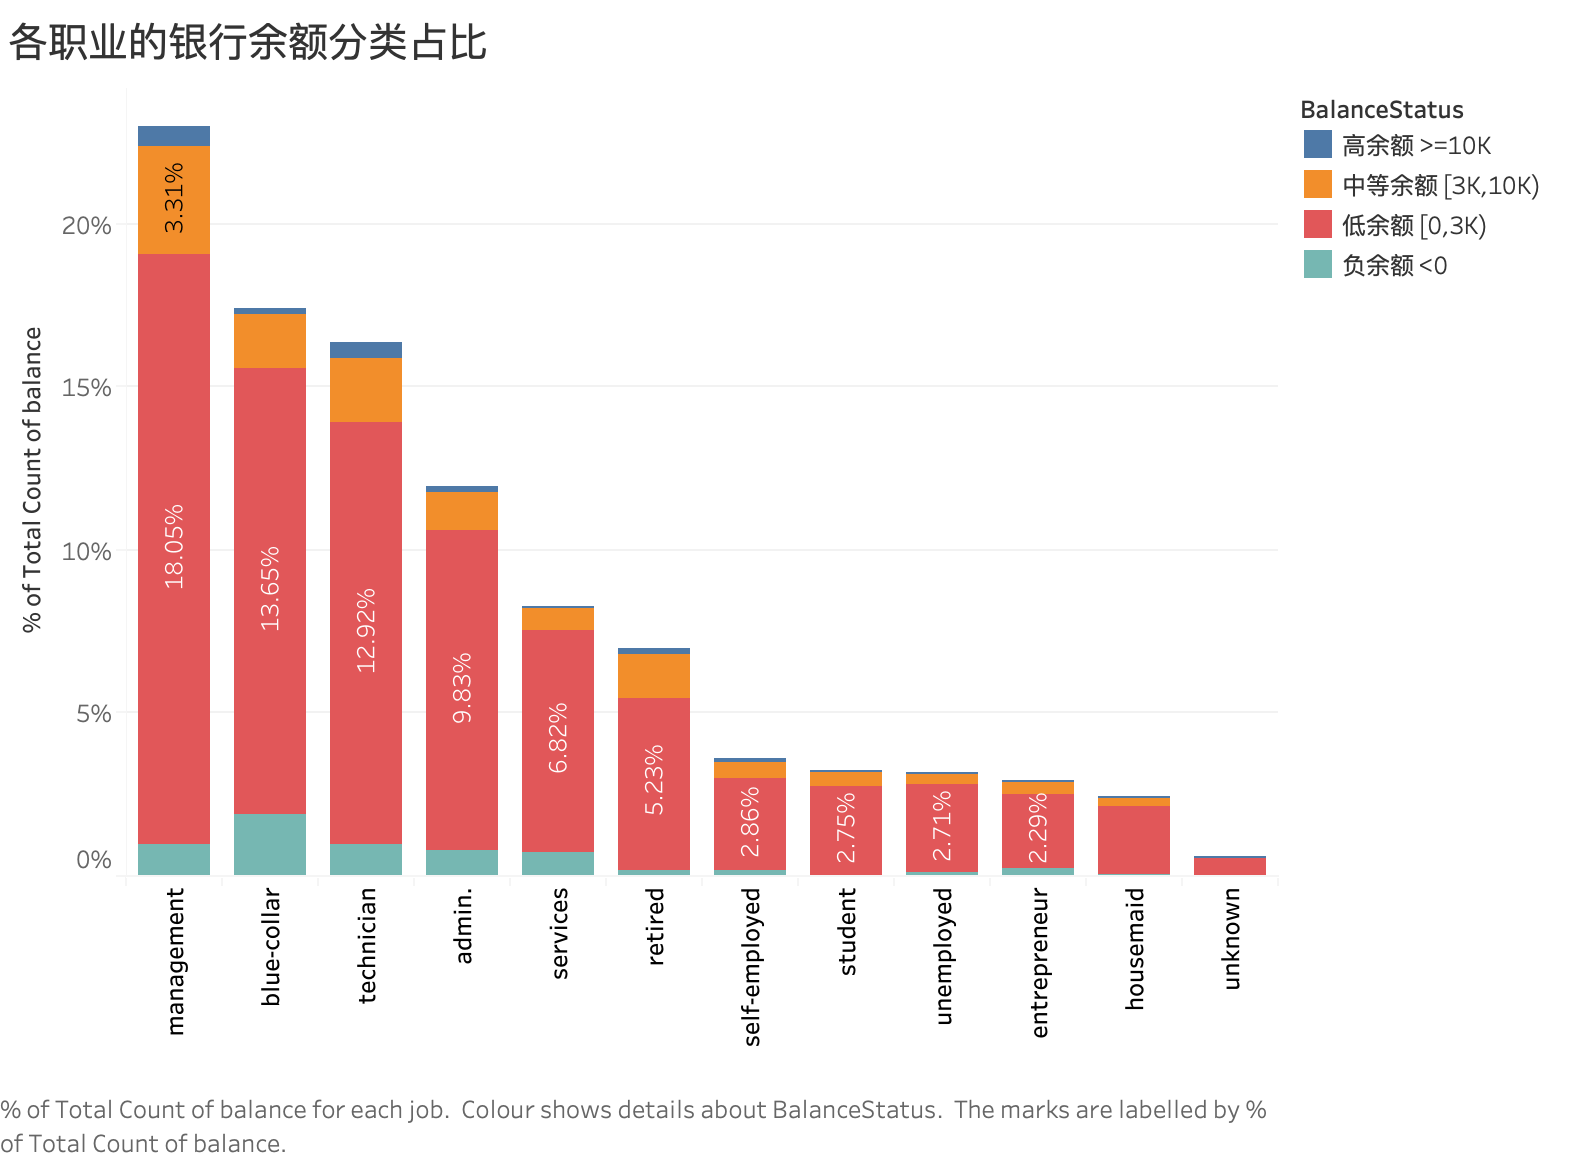 各职业的银行余额分类占比
BalanceStatus
高余额 >=10K
中等余额 [3K,10K)
低余额 [0,3K)
负余额 <0
% of Total Count of balance
20%
15%
10%
5%
0%
3.31%
18.05%
13.65%
12.92%
9.83%
6.82%
5.23%
2.86%
2.75%
2.71%
2.29%
management
blue-collar
technician
admin.
services
retired
self-employed
student
unemployed
entrepreneur
housemaid
unknown
% of Total Count of balance for each job.  Colour shows details about BalanceStatus.  The marks are labelled by %
of Total Count of balance.